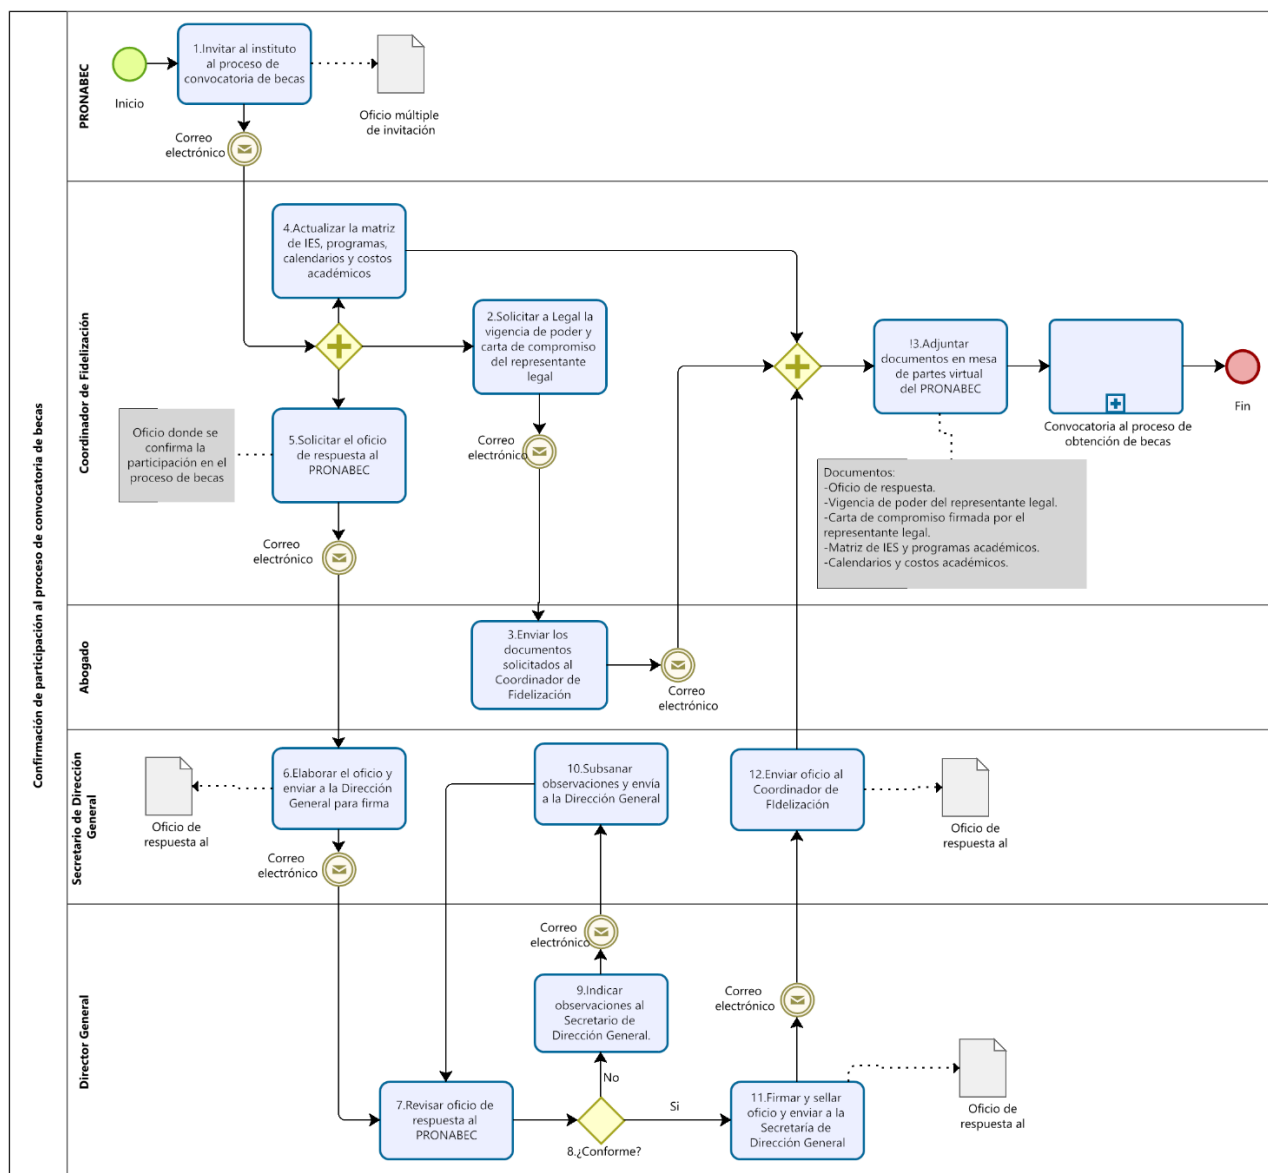 Confirmación de participación al proceso de convocatoria de becas
PRONABEC
Inicio
1.Invitar al instituto
al proceso de
convocatoria de becas
Oficio múltiple
de invitación
Correo
electrónico
Coordinador de Fidelización
4.Actualizar la matriz
de IES, programas,
calendarios y costos
académicos
2.Solicitar a Legal la
vigencia de poder y
carta de compromiso
del representante
legal
!3.Adjuntar
documentos en mesa
de partes virtual
del PRONABEC
Convocatoria al proceso de
obtención de becas
Fin
Oficio donde se
confirma la
participación en el
proceso de becas
5.Solicitar el oficio
de respuesta al
PRONABEC
Correo
electrónico
Documentos:
-Oficio de respuesta.
-Vigencia de poder del representante legal.
-Carta de compromiso firmada por el
representante legal.
-Matriz de IES y programas académicos.
-Calendarios y costos académicos.
Correo
electrónico
Abogado
3.Enviar los
documentos
solicitados al
Coordinador de
Fidelización
Correo
electrónico
Secretario de Dirección
General
Oficio de
respuesta al
6.Elaborar el oficio y
enviar a la Dirección
General para firma
Correo
electrónico
10.Subsanar
observaciones y envía
a la Dirección General
12.Enviar oficio al
Coordinador de
FIdelización
Oficio de
respuesta al
Director General
Correo
electrónico
9.Indicar
observaciones al
Secretario de
Dirección General.
Correo
electrónico
No
7.Revisar oficio de
respuesta al
PRONABEC
8.¿Conforme?
Si
11.Firmar y sellar
oficio y enviar a la
Secretaría de
Dirección General
Oficio de
respuesta al